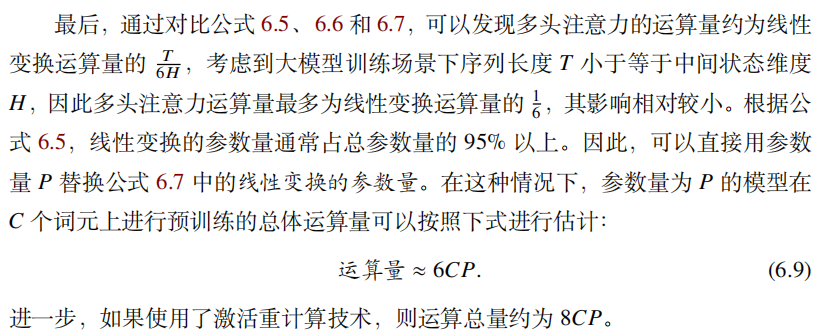 最后，通过对比公式 6.5、6.6 和 6.7，可以发现多头注意力的运算量约为线性
变换运算量的 $\frac{T}{6H}$，考虑到大模型训练场景下序列长度 T 小于等于中间状态维度
H，因此多头注意力运算量最多为线性变换运算量的 $\frac{1}{6}$，其影响相对较小。根据公
式 6.5，线性变换的参数量通常占总参数量的 95% 以上。因此，可以直接用参数
量 P 替换公式 6.7 中的线性变换的参数量。在这种情况下，参数量为 P 的模型在
C 个词元上进行预训练的总体运算量可以按照下式进行估计：
运算量 ≈ 6CP. (6.9)
进一步，如果使用了激活重计算技术，则运算总量约为 8CP。